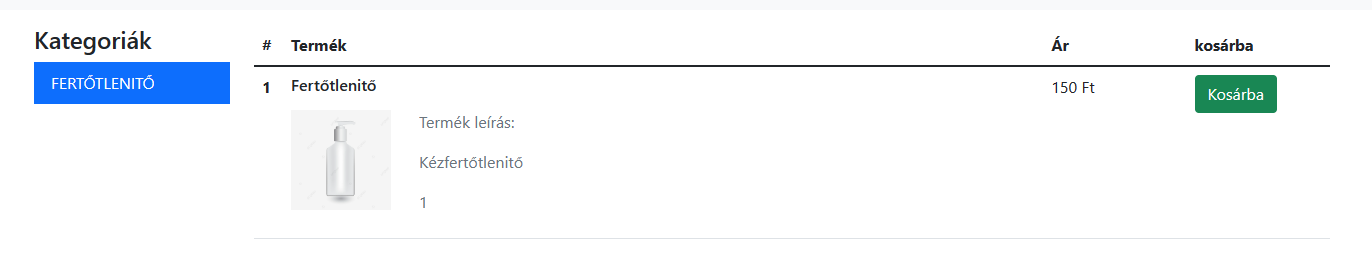 Kategoriák
FERTŐTLENITŐ
# Termék Ár kosárba
1 Fertőtlenitő 150 Ft Kosárba
Termék leírás:
Kézfertőtlenitő
1